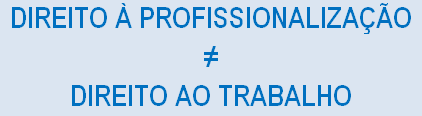 DIREITO À PROFISSIONALIZAÇÃO
≠
DIREITO AO TRABALHO